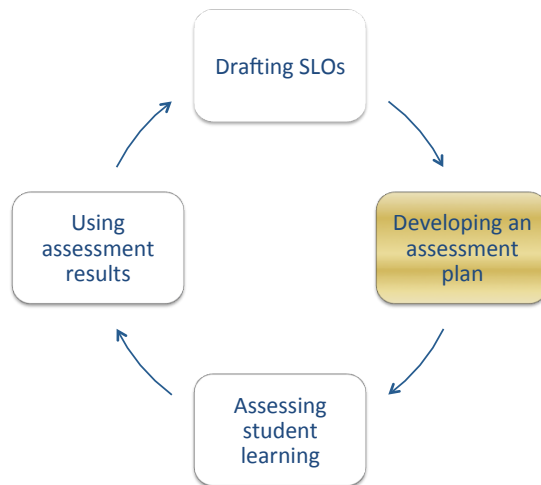 Drafting SLOs
Developing an
assessment
plan
Assessing
student
learning
Using
assessment
results